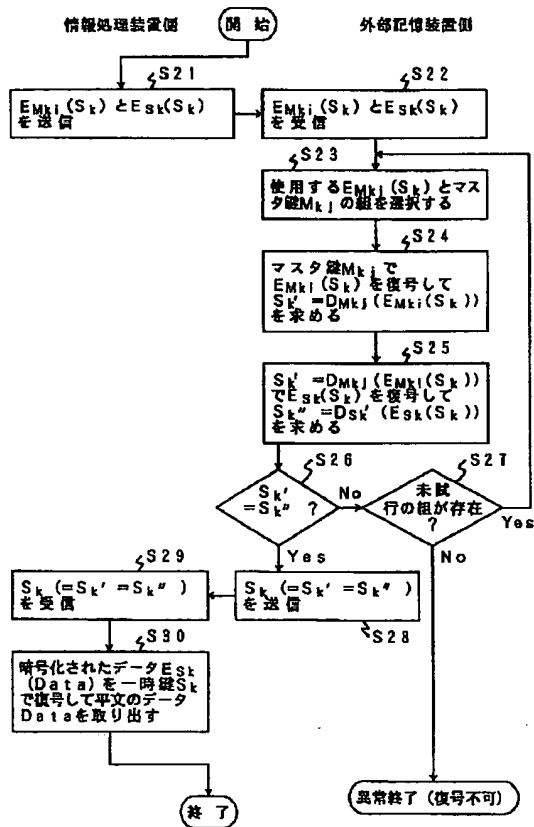 情報処理装置側
開始
外部記憶装置側
S21
EMki(Sk)とESk(Sk)
を送信
S22
EMki(Sk)とESk(Sk)
を受信
S23
使用するEMkj(Sk)とマス
タ鍵Mkjの組を選択する
S24
マスタ鍵Mkjで
EMki(Sk)を復号して
Sk′=DMkj(EMki(Sk))
を求める
S25
Sk′=DMkj(EMki(Sk))
でESk(Sk)を復号して
Sk″=DSk′(ESk(Sk))
を求める
S26
Sk′
=Sk″ ?
No
Yes
S27
未試
行の組が存在
?
Yes
No
S29
Sk(=Sk′=Sk″)
を受信
Sk(=Sk′=Sk″)
を送信
S28
S30
暗号化されたデータESk
(Data)を一時鍵Sk
で復号して平文のデータ
Dataを取り出す
終了
異常終了(復号不可)